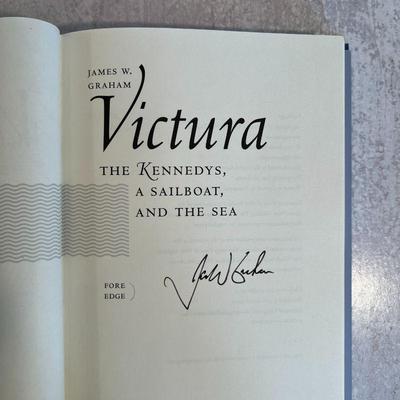 JAMES W.
GRAHAM
Victura
THE KENNEDYS,
A SAILBOAT,
AND THE SEA
FORE
EDGE